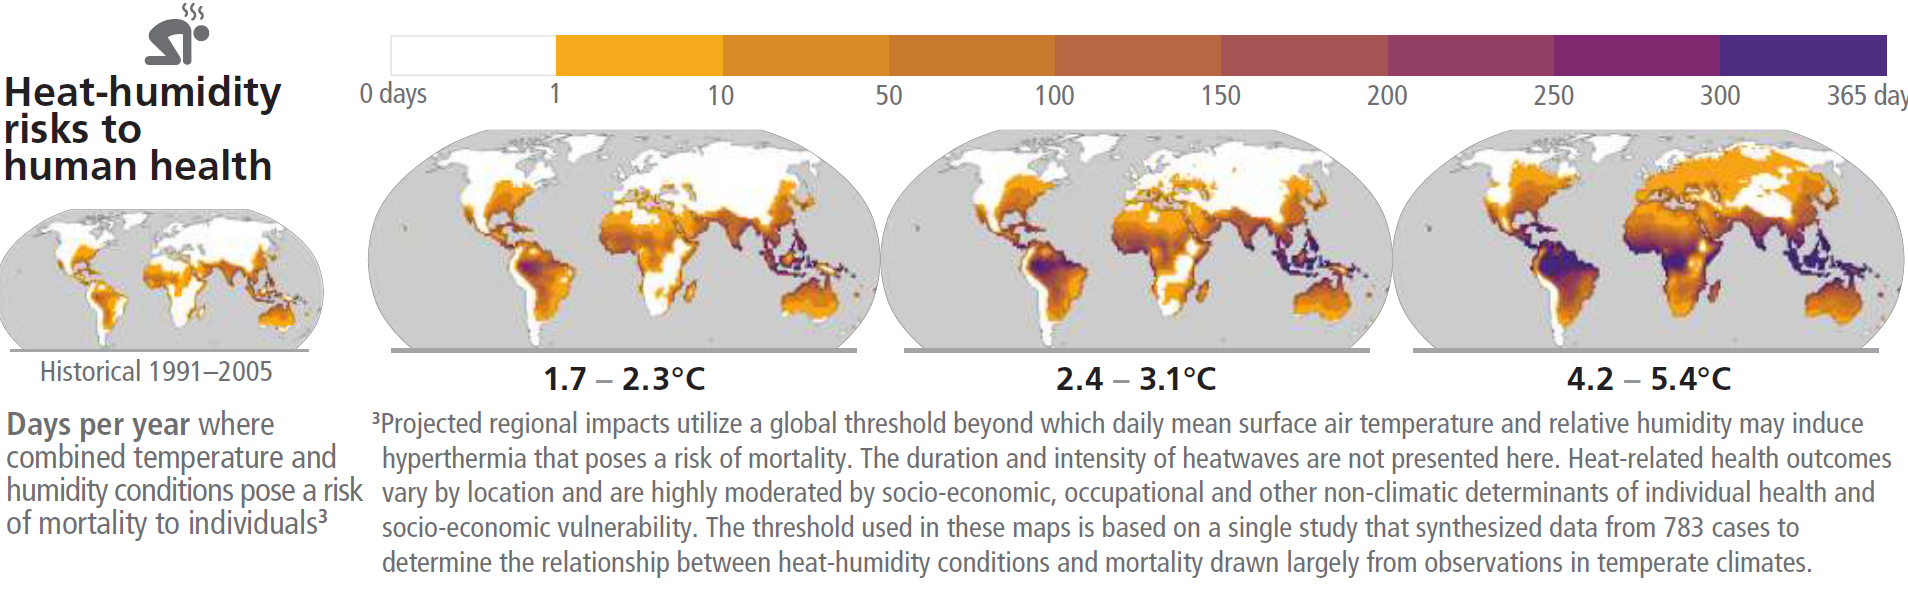 Heat-humidity
risks to
human health
0 days 1 10 50 100 150 200 250 300 365 day
Historical 1991–2005
1.7 – 2.3°C
2.4 – 3.1°C
4.2 – 5.4°C
Days per year where
combined temperature and
humidity conditions pose a risk
of mortality to individuals³
³Projected regional impacts utilize a global threshold beyond which daily mean surface air temperature and relative humidity may induce
hyperthermia that poses a risk of mortality. The duration and intensity of heatwaves are not presented here. Heat-related health outcomes
vary by location and are highly moderated by socio-economic, occupational and other non-climatic determinants of individual health and
socio-economic vulnerability. The threshold used in these maps is based on a single study that synthesized data from 783 cases to
determine the relationship between heat-humidity conditions and mortality drawn largely from observations in temperate climates.